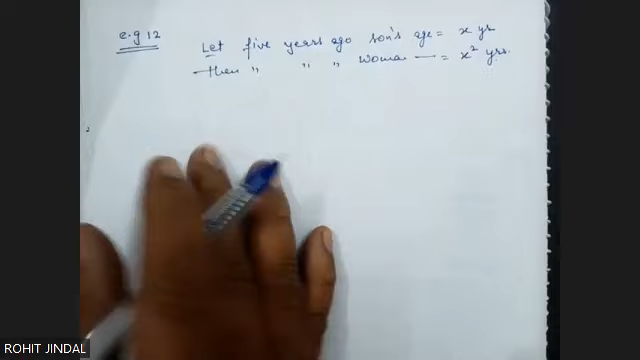 e.g 12
Let five years ago son's age = x yr
then " " " woman — = x² yrs.
ROHIT JINDAL